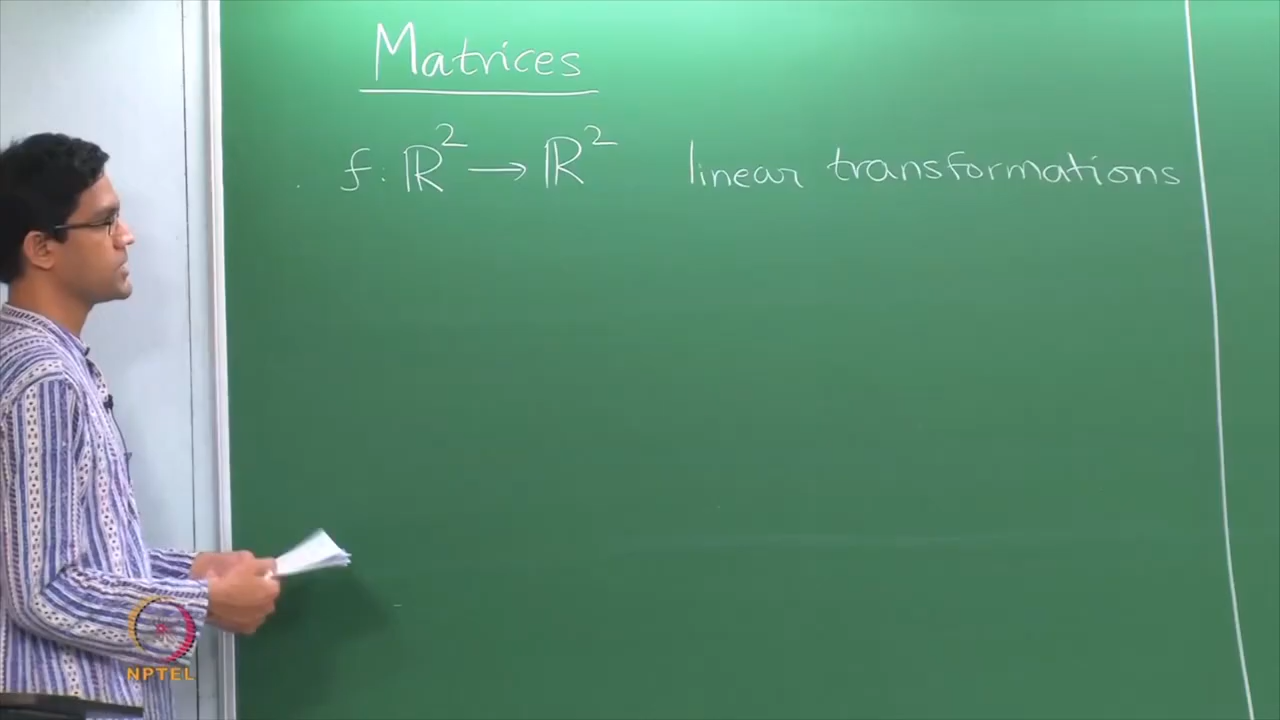 Matrices
f: ℝ² → ℝ² linear transformations
NPTEL